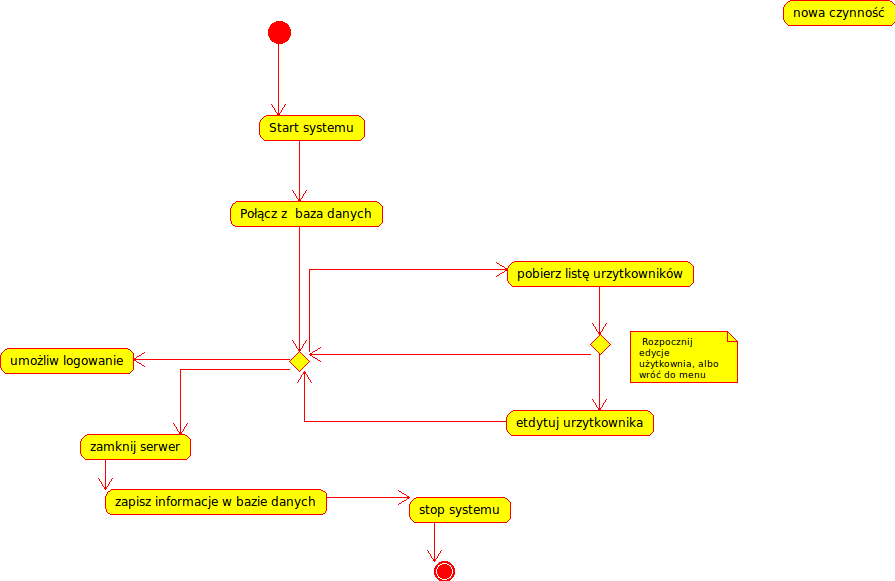 nowa czynność
Start systemu
Połącz z  baza danych
pobierz listę urzytkowników
Rozpocznij
edycje
użytkownia, albo
wróć do menu
umożliw logowanie
etdytuj urzytkownika
zamknij serwer
zapisz informacje w bazie danych
stop systemu